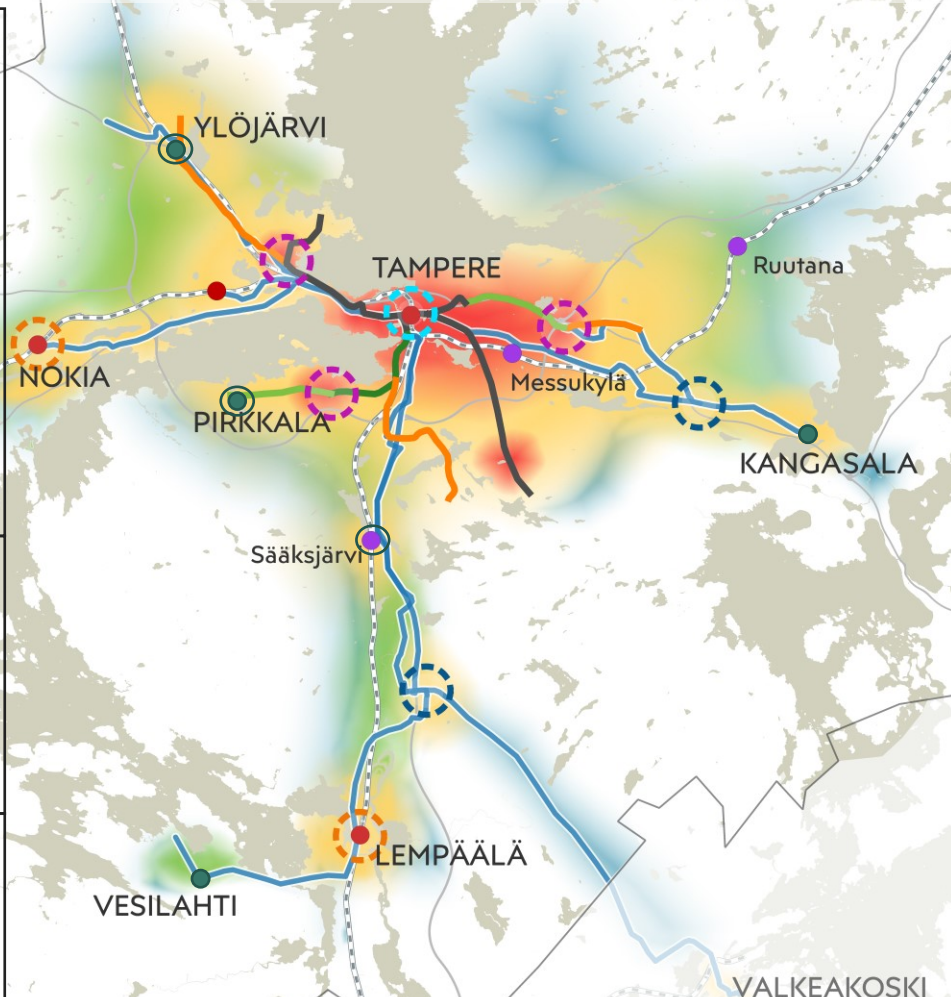 YLÖJÄRVI
TAMPERE
Ruutana
NOKIA
Messukylä
PIRKKALA
KANGASALA
Sääksjärvi
LEMPÄÄLÄ
VESILAHTI
VALKEAKOSKI